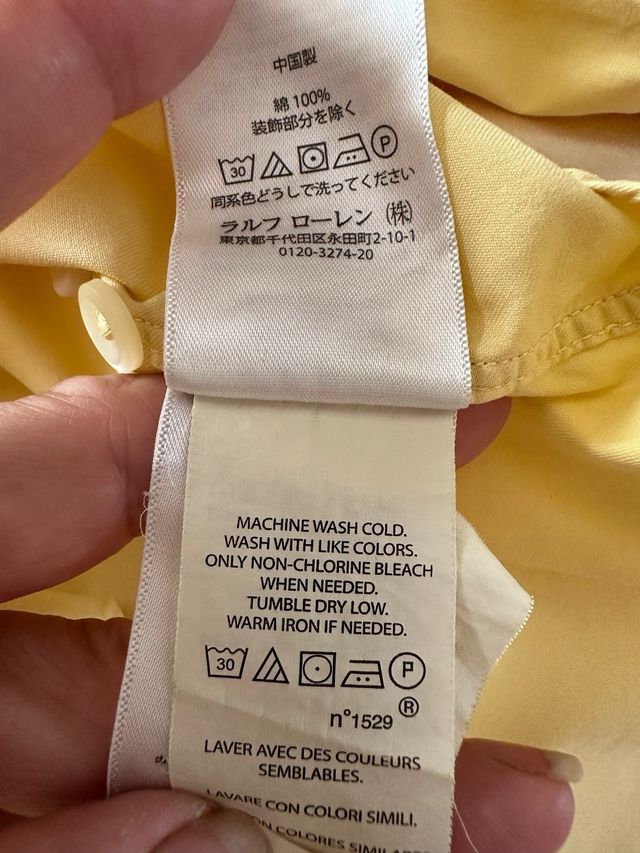 中国製
綿 100%
装飾部分を除く
30 P
同系色どうしで洗ってください
ラルフ ローレン (株)
東京都千代田区永田町2-10-1
0120-3274-20
MACHINE WASH COLD.
WASH WITH LIKE COLORS.
ONLY NON-CHLORINE BLEACH
WHEN NEEDED.
TUMBLE DRY LOW.
WARM IRON IF NEEDED.
30 P
n°1529 ®
LAVER AVEC DES COULEURS
SEMBLABLES.
LAVARE CON COLORI SIMILI.
CON COLORES